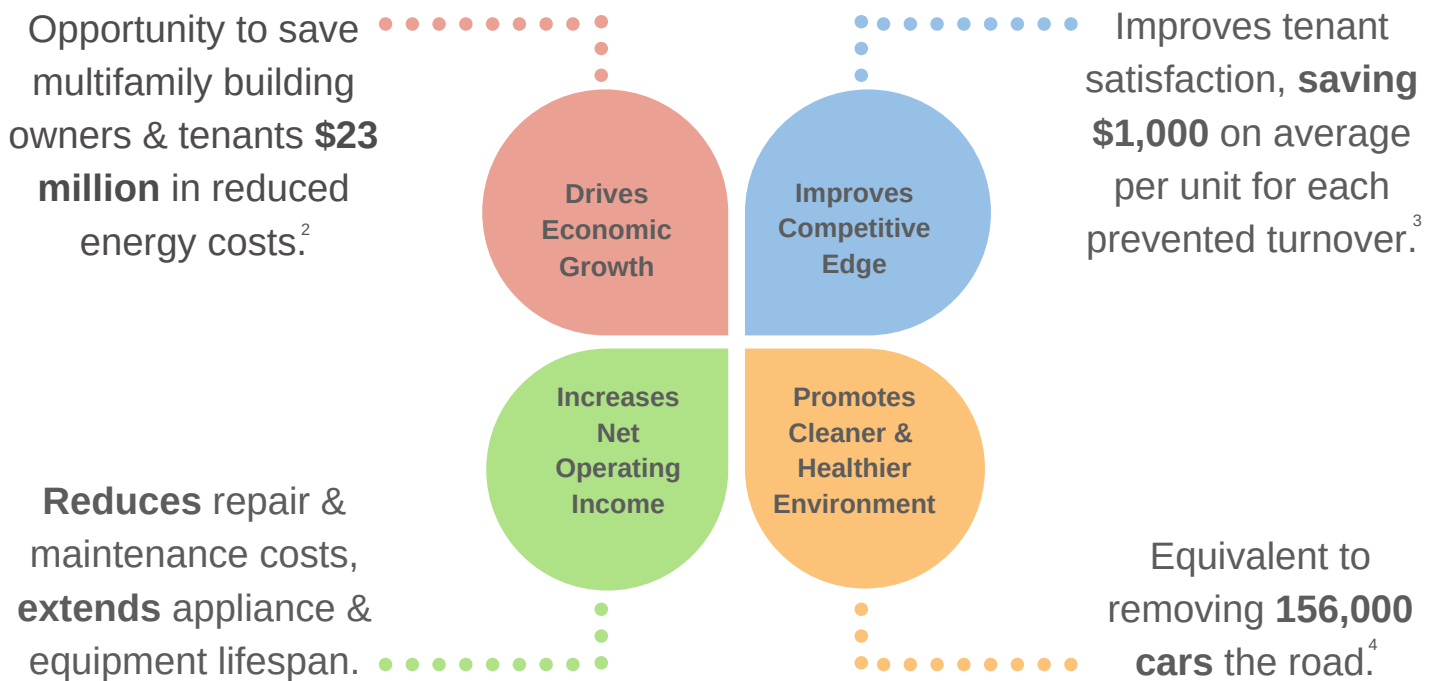 Opportunity to save
multifamily building
owners & tenants $23
million in reduced
energy costs.²
Drives
Economic
Growth
Improves
Competitive
Edge
Improves tenant
satisfaction, saving
$1,000 on average
per unit for each
prevented turnover.³
Reduces repair &
maintenance costs,
extends appliance &
equipment lifespan.
Increases
Net
Operating
Income
Promotes
Cleaner &
Healthier
Environment
Equivalent to
removing 156,000
cars the road.⁴